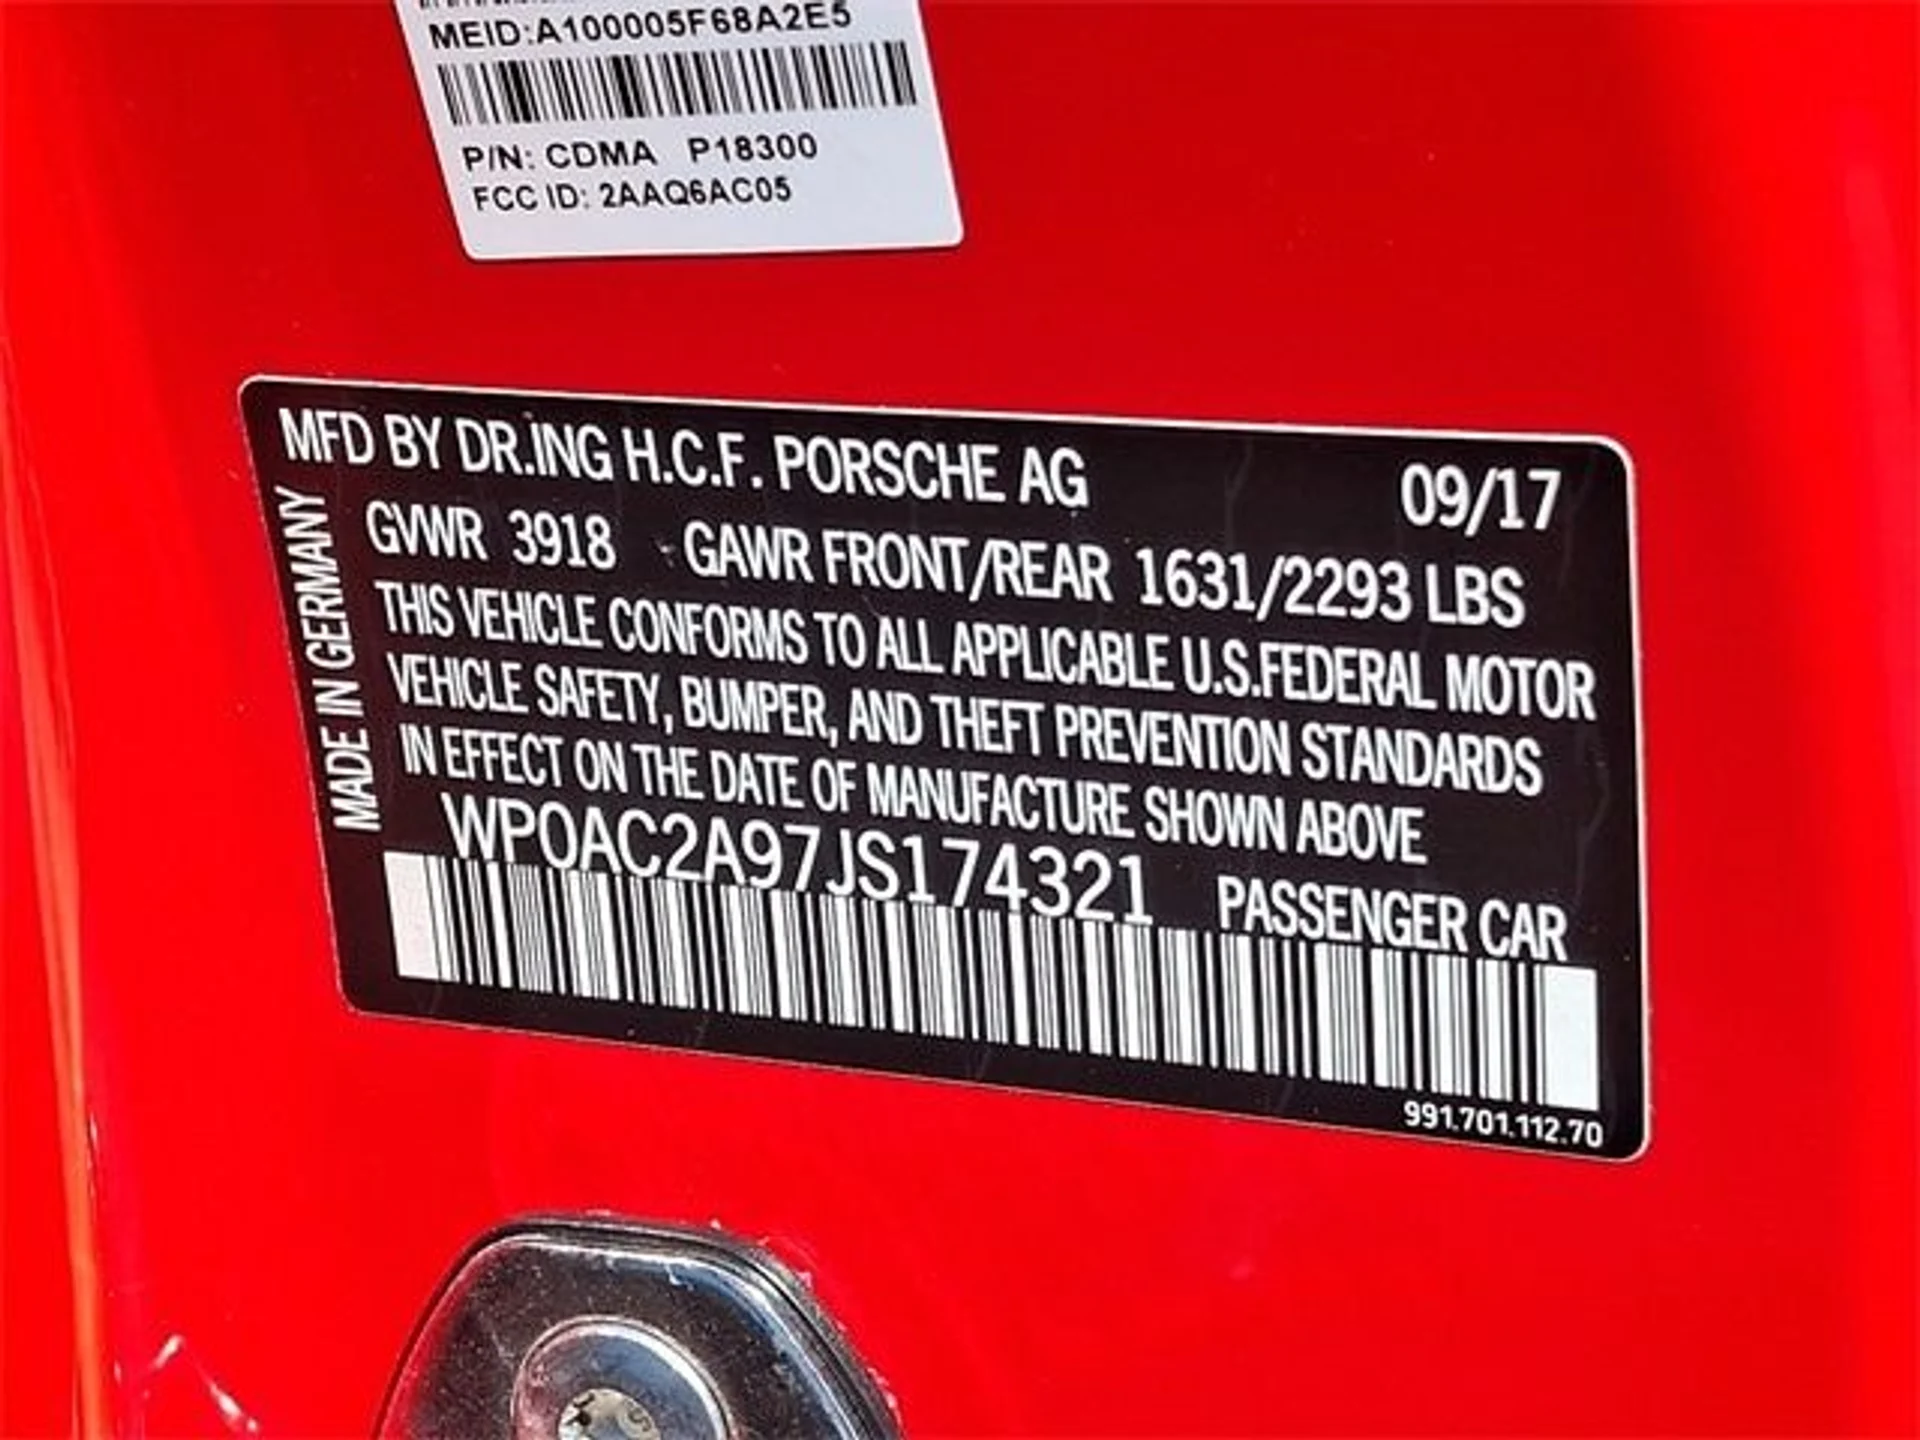 MEID:A100005F68A2E5
P/N: CDMA P18300
FCC ID: 2AAQ6AC05
MFD BY DR.ING H.C.F. PORSCHE AG 09/17
GVWR 3918 GAWR FRONT/REAR 1631/2293 LBS
THIS VEHICLE CONFORMS TO ALL APPLICABLE U.S.FEDERAL MOTOR
VEHICLE SAFETY, BUMPER, AND THEFT PREVENTION STANDARDS
IN EFFECT ON THE DATE OF MANUFACTURE SHOWN ABOVE
WP0AC2A97JS174321 PASSENGER CAR
MADE IN GERMANY
991.701.112.70